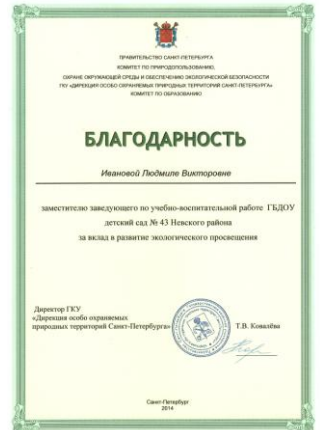 ПРАВИТЕЛЬСТВО САНКТ-ПЕТЕРБУРГА
КОМИТЕТ ПО ПРИРОДОПОЛЬЗОВАНИЮ,
ОХРАНЕ ОКРУЖАЮЩЕЙ СРЕДЫ И ОБЕСПЕЧЕНИЮ ЭКОЛОГИЧЕСКОЙ БЕЗОПАСНОСТИ
ГКУ «ДИРЕКЦИЯ ОСОБО ОХРАНЯЕМЫХ ПРИРОДНЫХ ТЕРРИТОРИЙ САНКТ-ПЕТЕРБУРГА»
КОМИТЕТ ПО ОБРАЗОВАНИЮ
БЛАГОДАРНОСТЬ
Ивановой Людмиле Викторовне
заместителю заведующего по учебно-воспитательной работе ГБДОУ
детский сад № 43 Невского района
за вклад в развитие экологического просвещения
Директор ГКУ
«Дирекция особо охраняемых
природных территорий Санкт-Петербурга»
Т.В. Ковалёва
Санкт-Петербург
2014